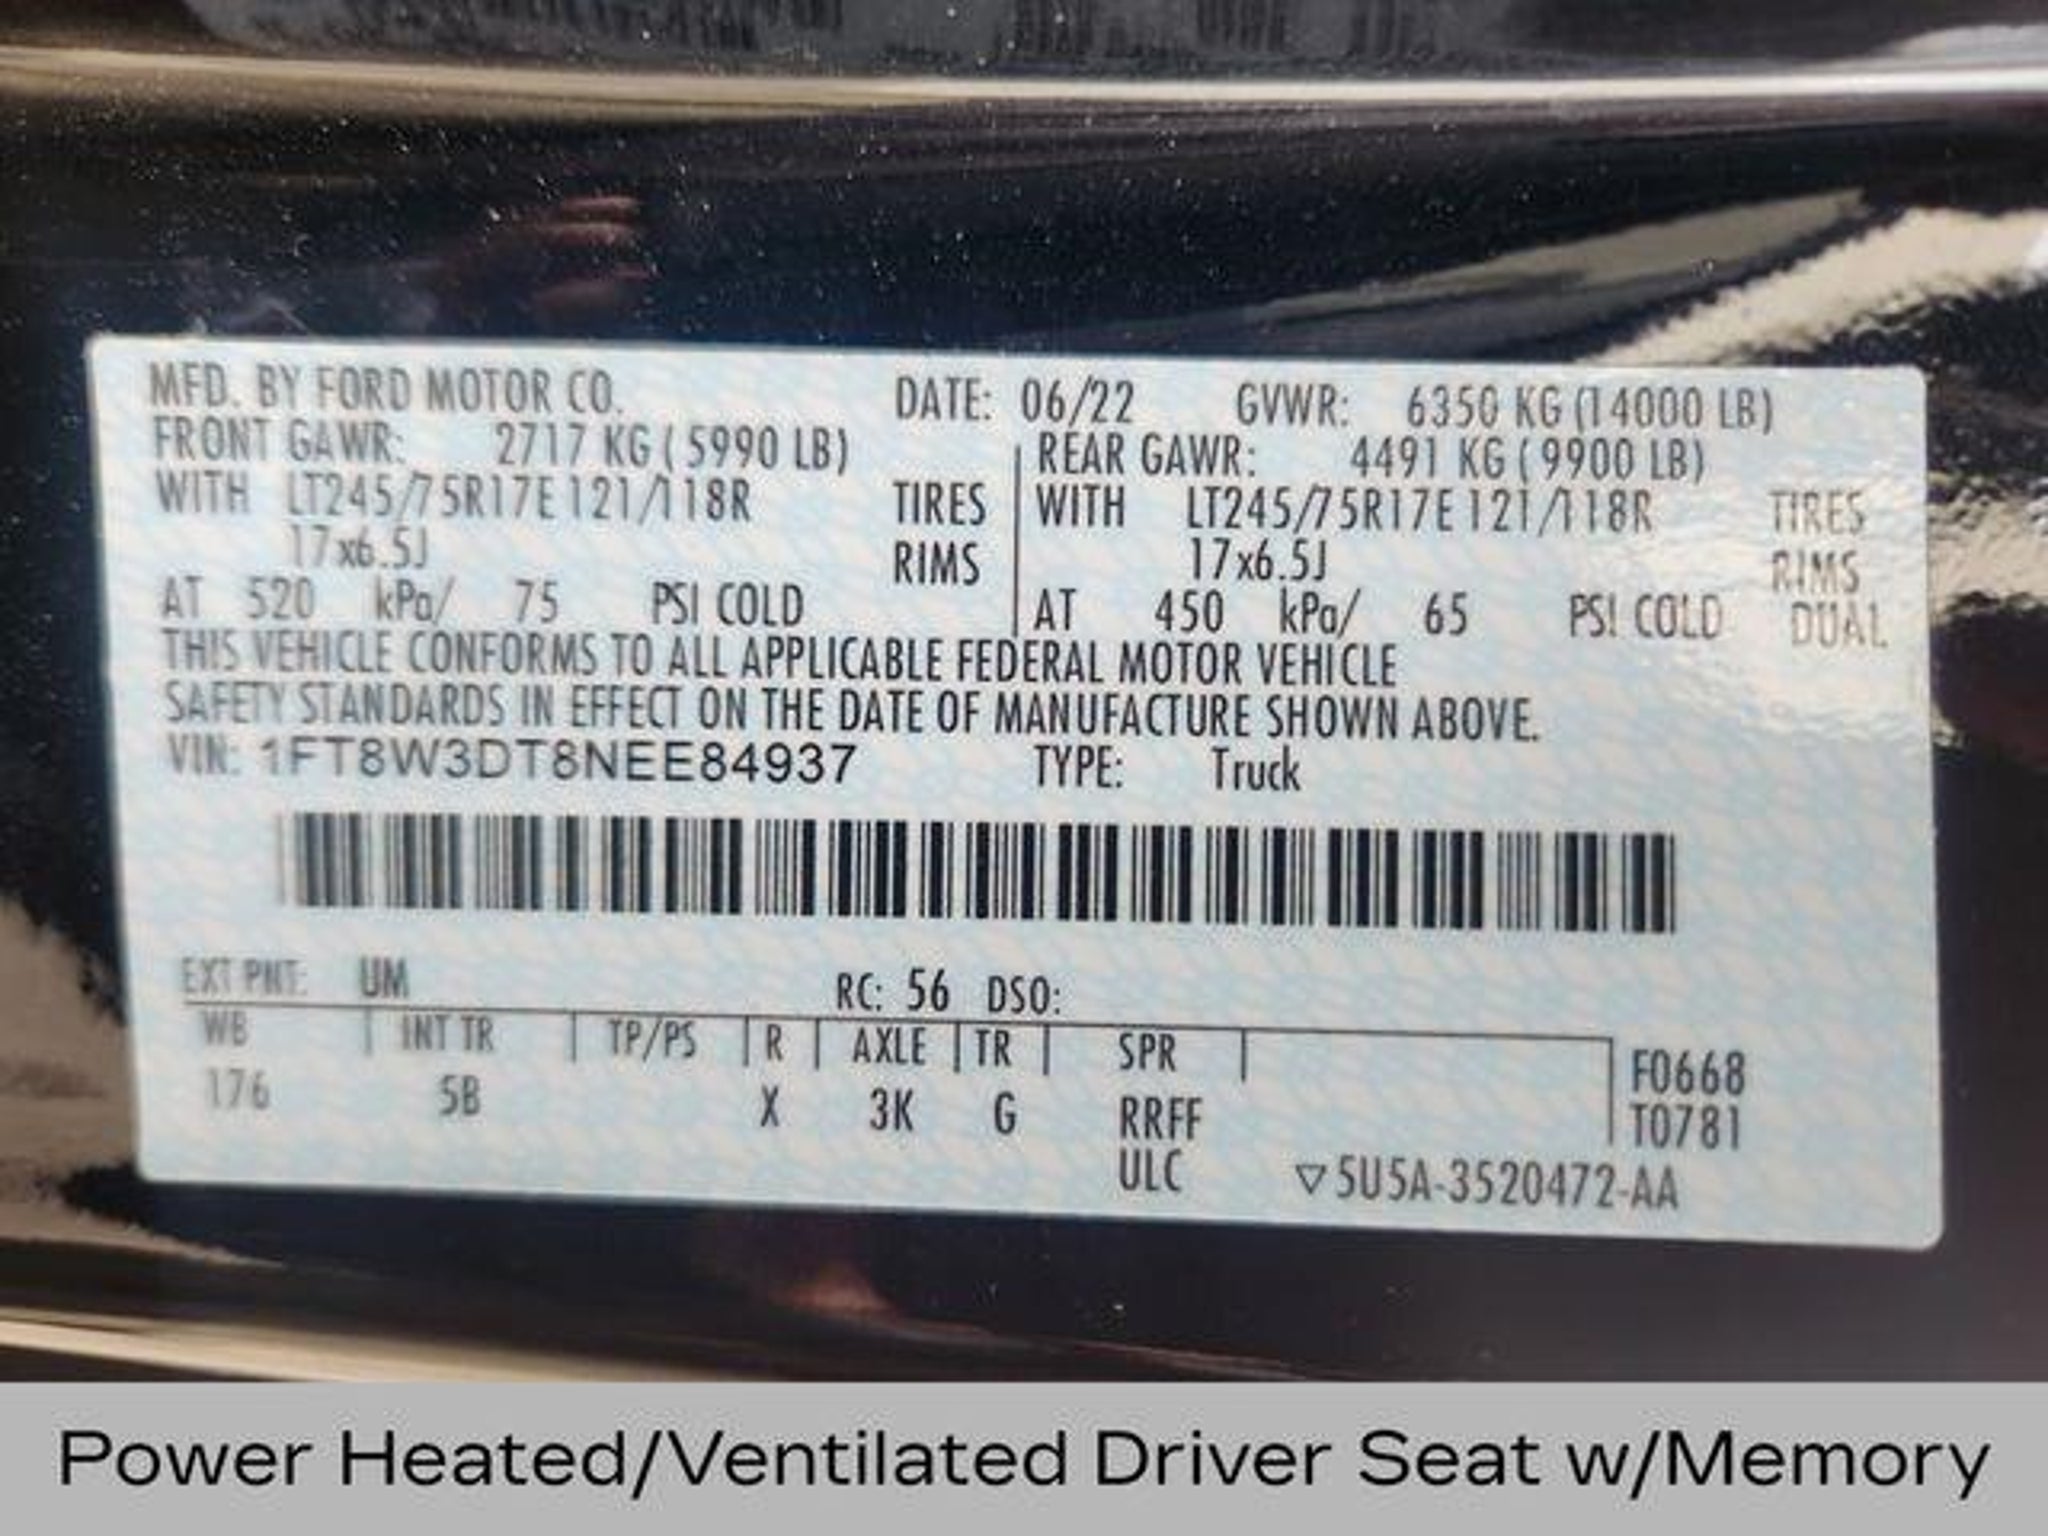 MFD. BY FORD MOTOR CO. DATE: 06/22 GVWR: 6350 KG (14000 LB)
FRONT GAWR: 2717 KG (5990 LB) REAR GAWR: 4491 KG (9900 LB)
WITH LT245/75R17E 121/118R TIRES WITH LT245/75R17E 121/118R TIRES
17x6.5J RIMS 17x6.5J RIMS
AT 520 kPa/ 75 PSI COLD AT 450 kPa/ 65 PSI COLD DUAL
THIS VEHICLE CONFORMS TO ALL APPLICABLE FEDERAL MOTOR VEHICLE
SAFETY STANDARDS IN EFFECT ON THE DATE OF MANUFACTURE SHOWN ABOVE.
VIN: 1FT8W3DT8NEE84937 TYPE: Truck
EXT PNT: UM RC: 56 DSO:
WB INT TR TP/PS R AXLE TR SPR F0668
176 5B X 3K G RRFF T0781
ULC ▽5U5A-3520472-AA
Power Heated/Ventilated Driver Seat w/Memory